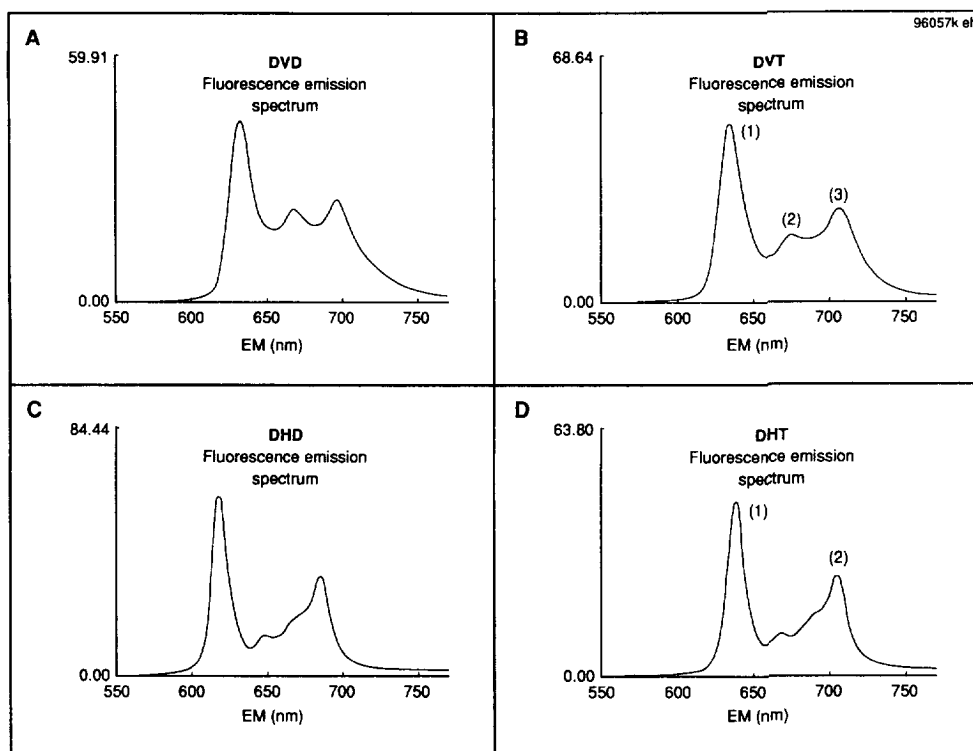 96057k
A
59.91
DVD
Fluorescence emission
spectrum
0.00
550 600 650 700 750
EM (nm)
B
68.64
DVT
Fluorescence emission
spectrum
(1)
(2)
(3)
0.00
550 600 650 700 750
EM (nm)
C
84.44
DHD
Fluorescence emission
spectrum
0.00
550 600 650 700 750
EM (nm)
D
63.80
DHT
Fluorescence emission
spectrum
(1)
(2)
0.00
550 600 650 700 750
EM (nm)